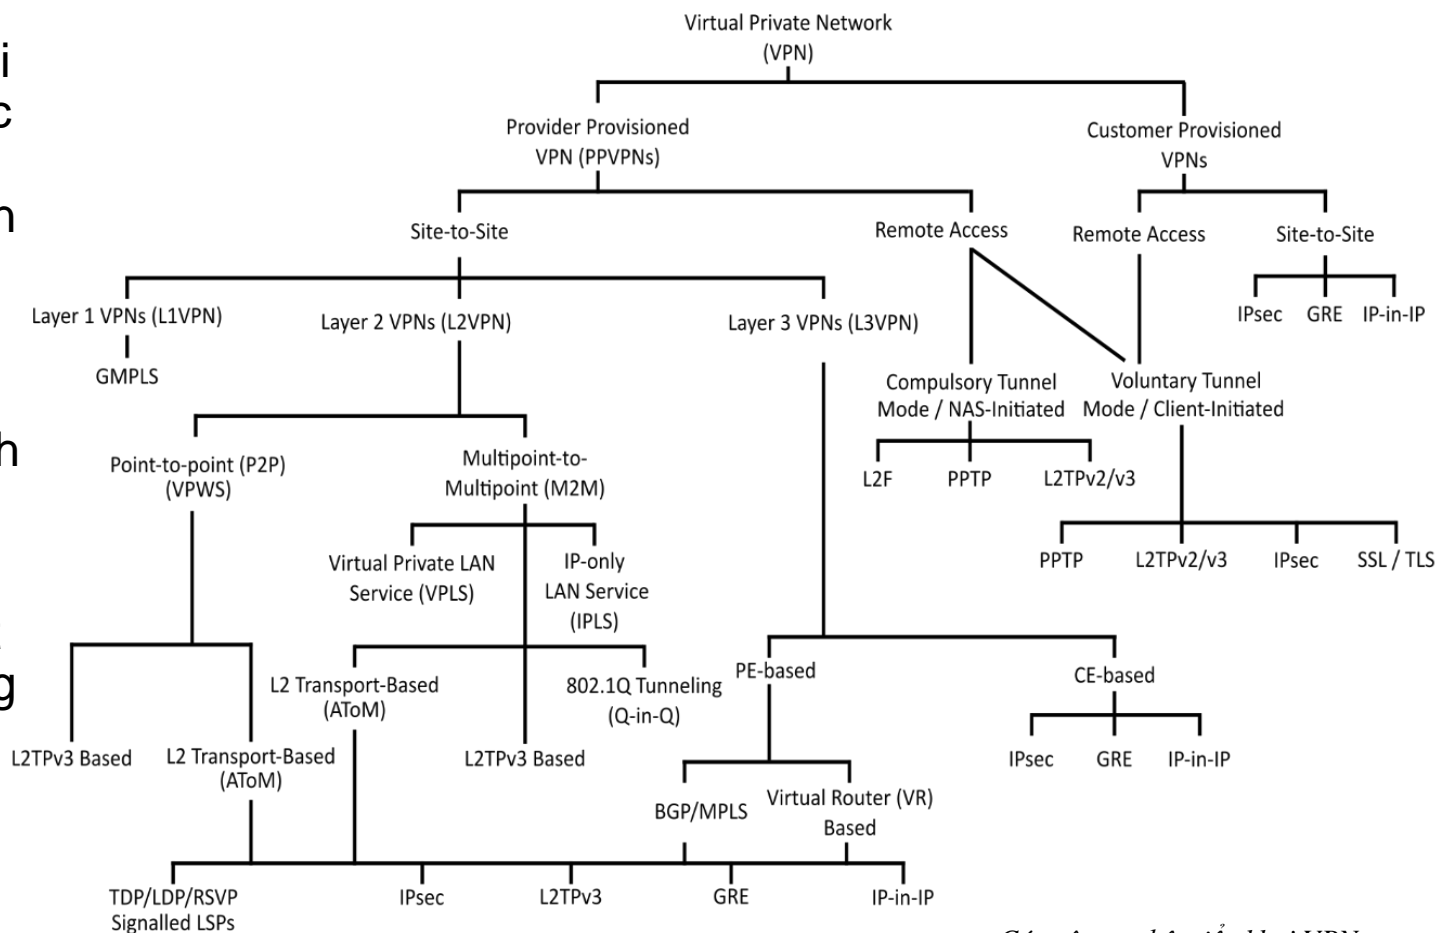 Virtual Private Network
(VPN)
Provider Provisioned
VPN (PPVPNs)
Customer Provisioned
VPNs
Site-to-Site
Remote Access
Remote Access
Site-to-Site
IPsec
GRE
IP-in-IP
Layer 1 VPNs (L1VPN)
Layer 2 VPNs (L2VPN)
Layer 3 VPNs (L3VPN)
GMPLS
Compulsory Tunnel
Mode / NAS-Initiated
Voluntary Tunnel
Mode / Client-Initiated
L2F
PPTP
L2TPv2/v3
Point-to-point (P2P)
(VPWS)
Multipoint-to-
Multipoint (M2M)
PPTP
L2TPv2/v3
IPsec
SSL / TLS
Virtual Private LAN
Service (VPLS)
IP-only
LAN Service
(IPLS)
L2 Transport-Based
(AToM)
802.1Q Tunneling
(Q-in-Q)
PE-based
CE-based
L2TPv3 Based
L2 Transport-Based
(AToM)
L2TPv3 Based
IPsec
GRE
IP-in-IP
BGP/MPLS
Virtual Router (VR)
Based
TDP/LDP/RSVP
Signalled LSPs
IPsec
L2TPv3
GRE
IP-in-IP
i
c
n
h
g